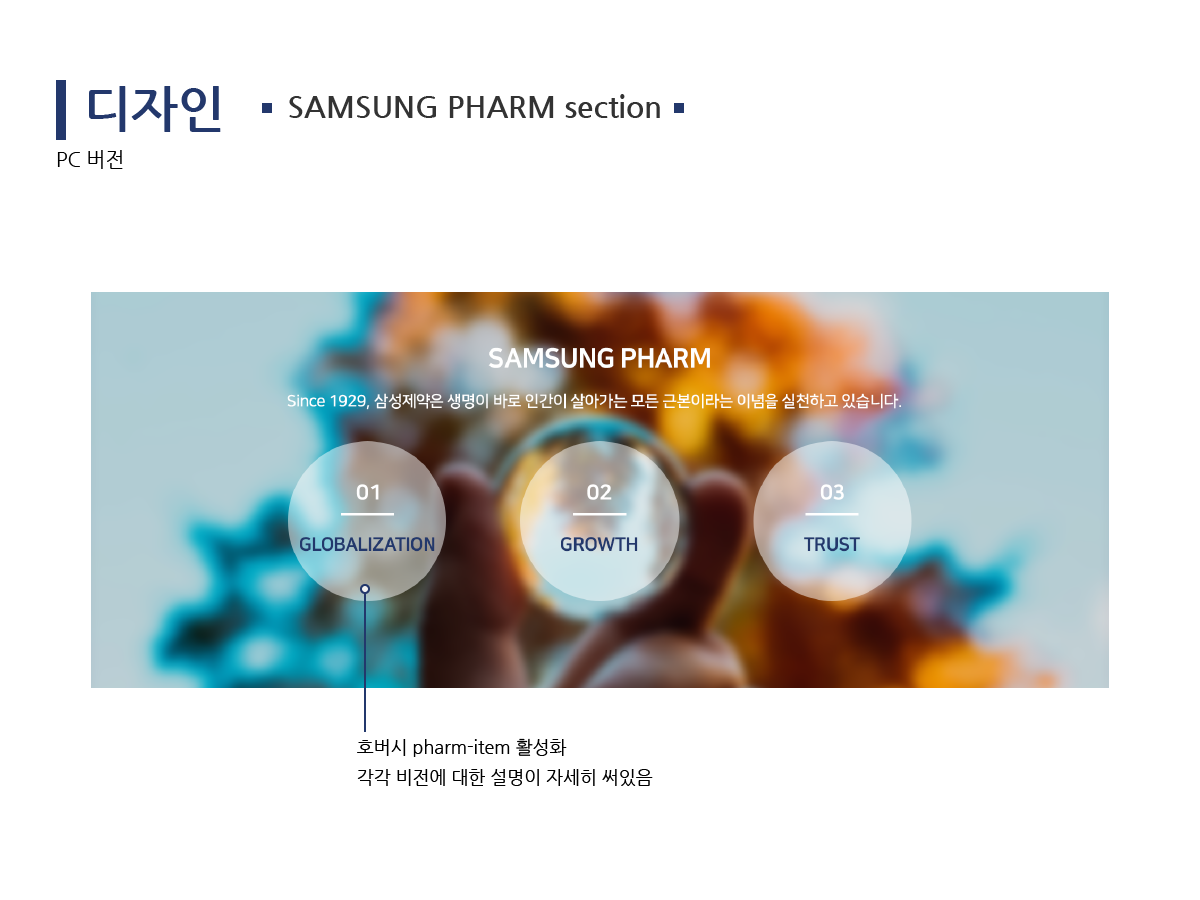 디자인
SAMSUNG PHARM section
PC 버전
SAMSUNG PHARM
Since 1929, 삼성제약은 생명이 바로 인간이 살아가는 모든 근본이라는 이념을 실천하고 있습니다.
01
GLOBALIZATION
02
GROWTH
03
TRUST
호버시 pharm-item 활성화
각각 비전에 대한 설명이 자세히 써있음